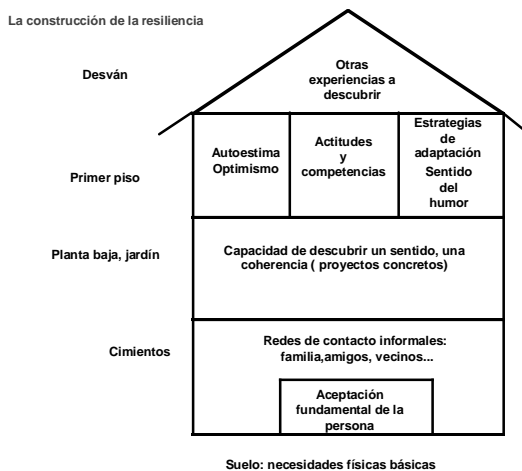 La construcción de la resiliencia
Desván
Otras
experiencias a
descubrir
Primer piso
Autoestima
Optimismo
Actitudes
y
competencias
Estrategias
de
adaptación
Sentido
del
humor
Planta baja, jardín
Capacidad de descubrir un sentido, una
coherencia ( proyectos concretos)
Cimientos
Redes de contacto informales:
familia,amigos, vecinos...
Aceptación
fundamental de la
persona
Suelo: necesidades físicas básicas